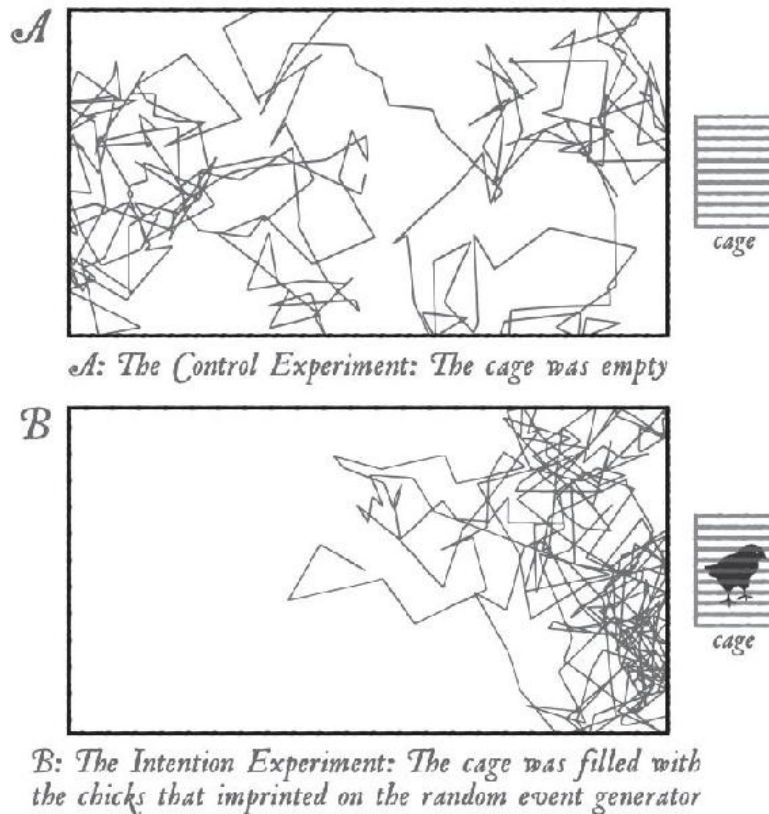 A
cage
A: The Control Experiment: The cage was empty
B
cage
B: The Intention Experiment: The cage was filled with
the chicks that imprinted on the random event generator